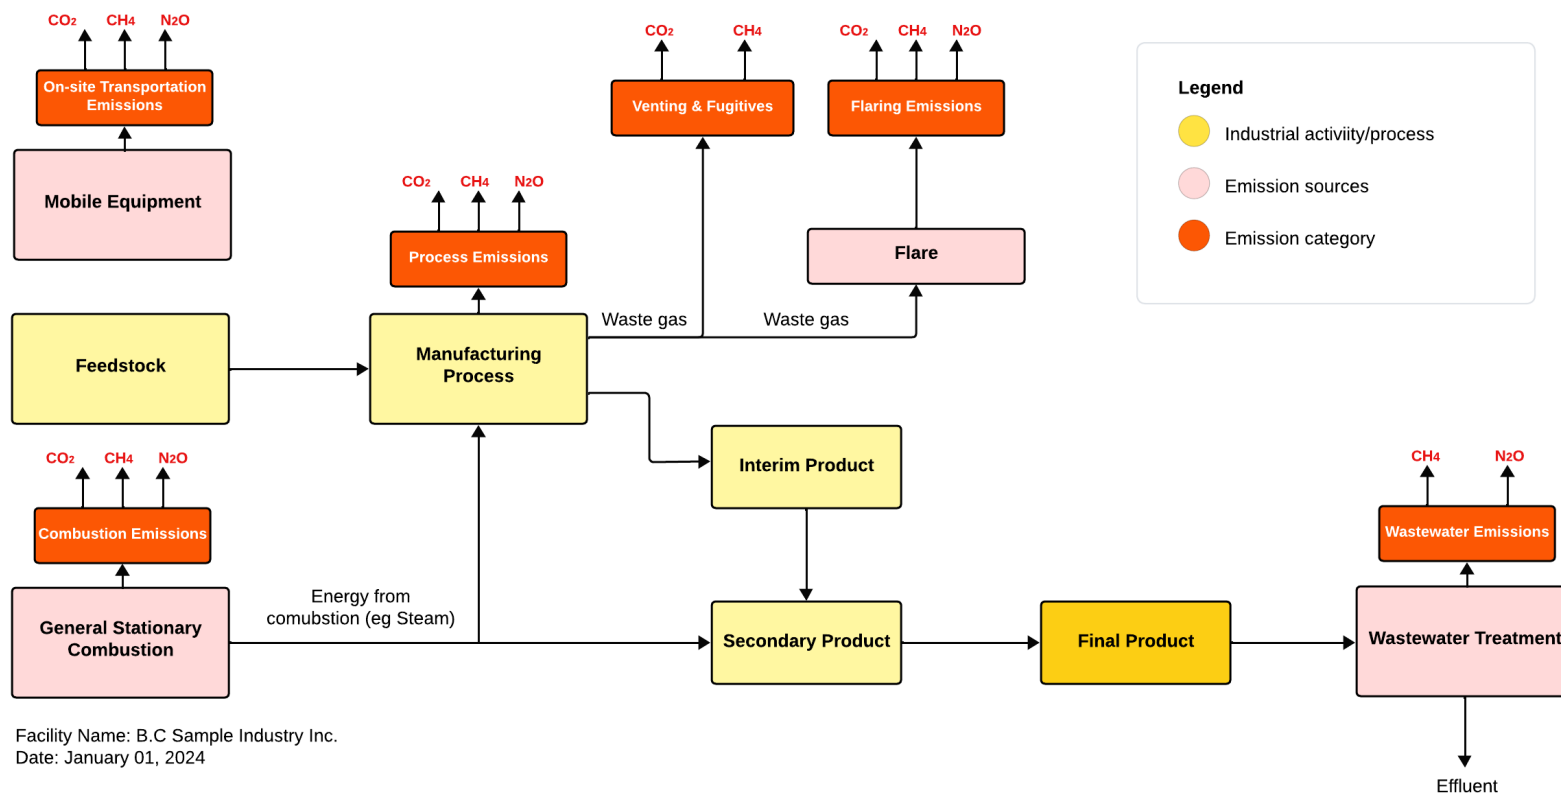 CO2 CH4 N2O
On-site Transportation
Emissions
Mobile Equipment
CO2 CH4
Venting & Fugitives
CO2 CH4 N2O
Flaring Emissions
Flare
Legend
Industrial activiity/process
Emission sources
Emission category
CO2 CH4 N2O
Process Emissions
Feedstock
Manufacturing
Process
Waste gas
Waste gas
Interim Product
CO2 CH4 N2O
Combustion Emissions
General Stationary
Combustion
Energy from
comubstion (eg Steam)
Secondary Product
Final Product
CH4 N2O
Wastewater Emissions
Wastewater Treatment
Effluent
Facility Name: B.C Sample Industry Inc.
Date: January 01, 2024